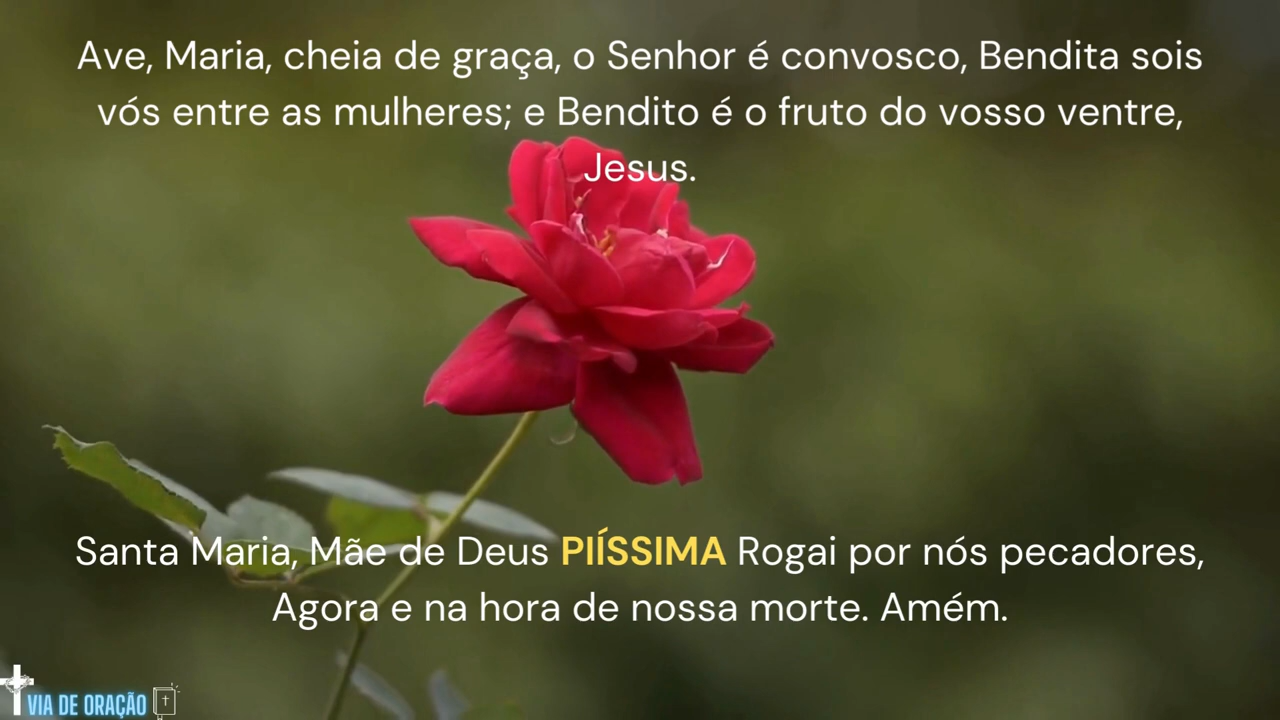 Ave, Maria, cheia de graça, o Senhor é convosco, Bendita sois
vós entre as mulheres; e Bendito é o fruto do vosso ventre,
Jesus.
Santa Maria, Mãe de Deus PIÍSSIMA Rogai por nós pecadores,
Agora e na hora de nossa morte. Amém.
VIA DE ORAÇÃO